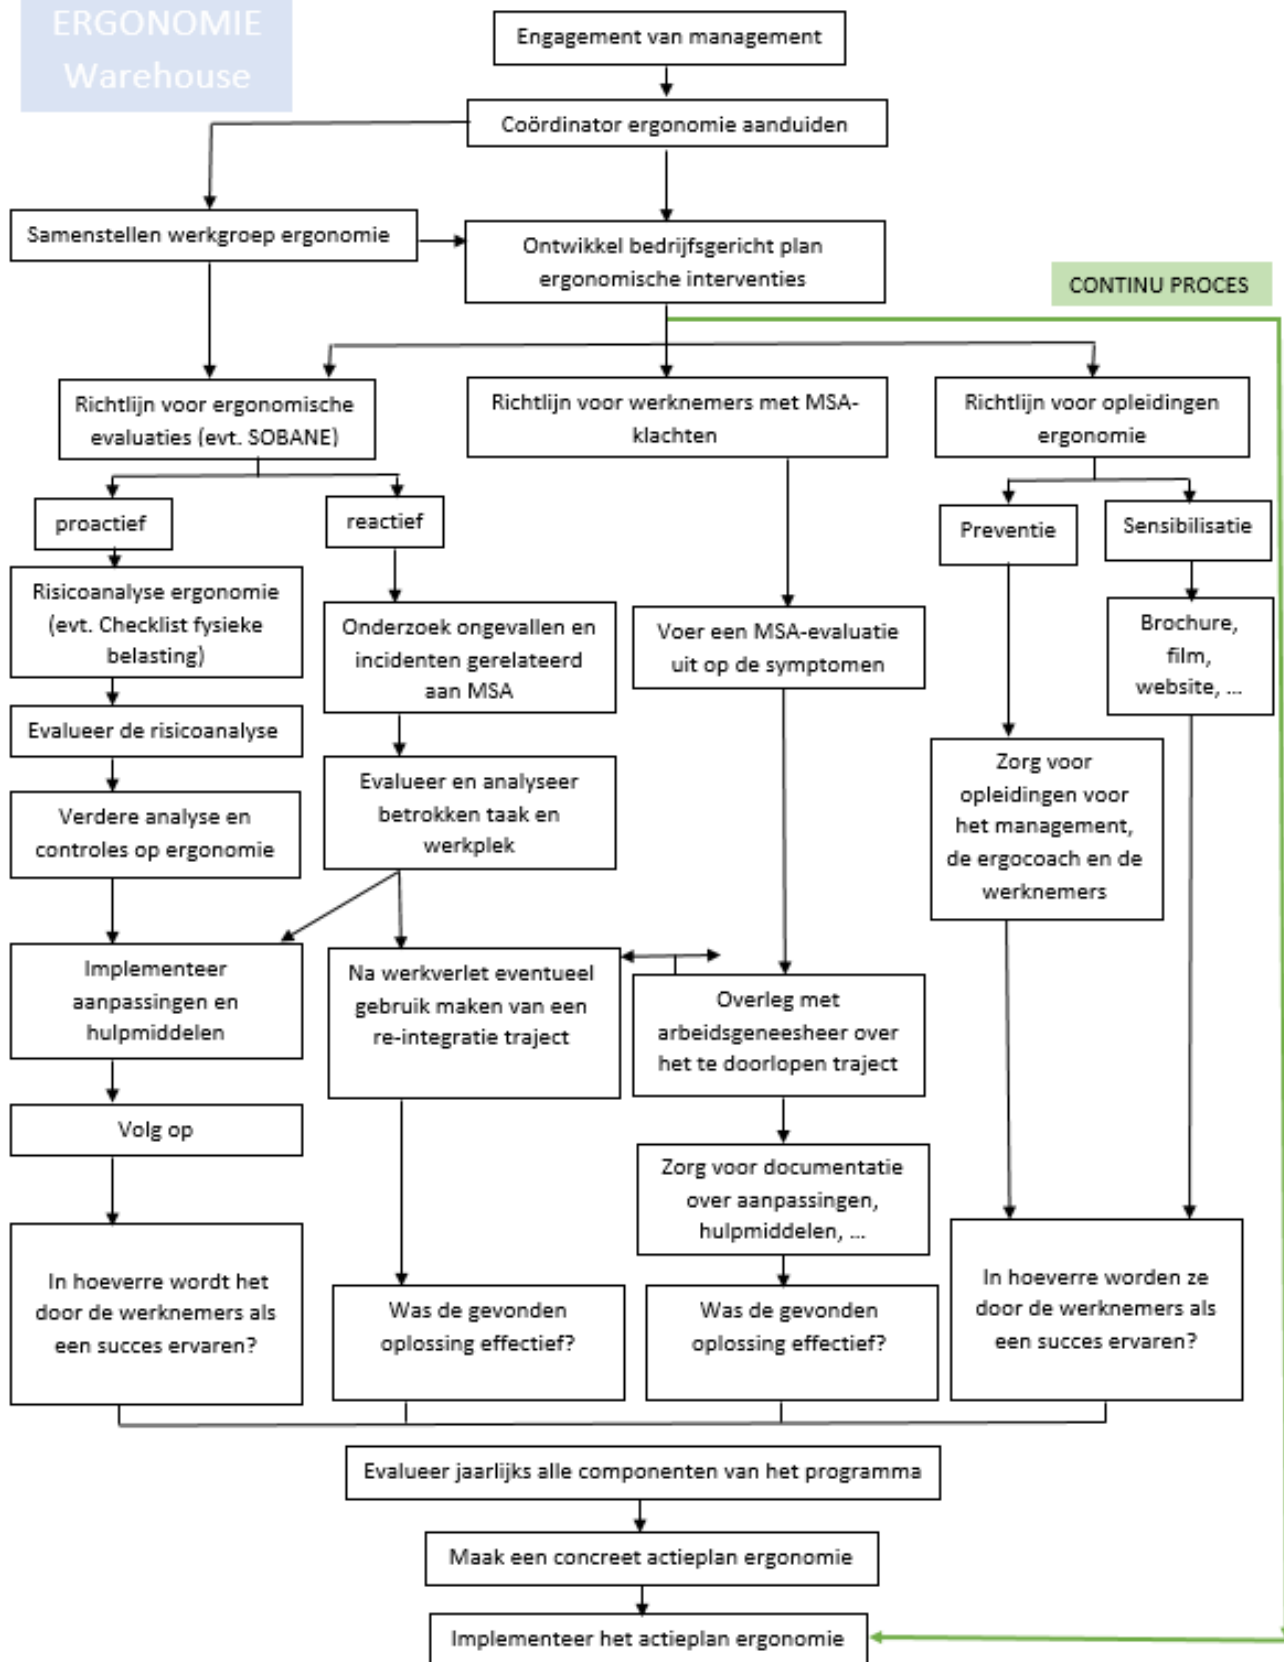 ERGONOMIE
Warehouse
Engagement van management
Coördinator ergonomie aanduiden
Samenstellen werkgroep ergonomie
Ontwikkel bedrijfsgericht plan
ergonomische interventies
CONTINU PROCES
Richtlijn voor ergonomische
evaluaties (evt. SOBANE)
Richtlijn voor werknemers met MSA-
klachten
Richtlijn voor opleidingen
ergonomie
proactief
reactief
Preventie
Sensibilisatie
Risicoanalyse ergonomie
(evt. Checklist fysieke
belasting)
Onderzoek ongevallen en
incidenten gerelateerd
aan MSA
Voer een MSA-evaluatie
uit op de symptomen
Brochure,
film,
website, ...
Evalueer de risicoanalyse
Evalueer en analyseer
betrokken taak en
werkplek
Zorg voor
opleidingen voor
het management,
de ergocoach en de
werknemers
Verdere analyse en
controles op ergonomie
Implementeer
aanpassingen en
hulpmiddelen
Na werkverlet eventueel
gebruik maken van een
re-integratie traject
Overleg met
arbeidsgeneesheer over
het te doorlopen traject
Volg op
Zorg voor documentatie
over aanpassingen,
hulpmiddelen, ...
In hoeverre wordt het
door de werknemers als
een succes ervaren?
Was de gevonden
oplossing effectief?
Was de gevonden
oplossing effectief?
In hoeverre worden ze
door de werknemers als
een succes ervaren?
Evalueer jaarlijks alle componenten van het programma
Maak een concreet actieplan ergonomie
Implementeer het actieplan ergonomie